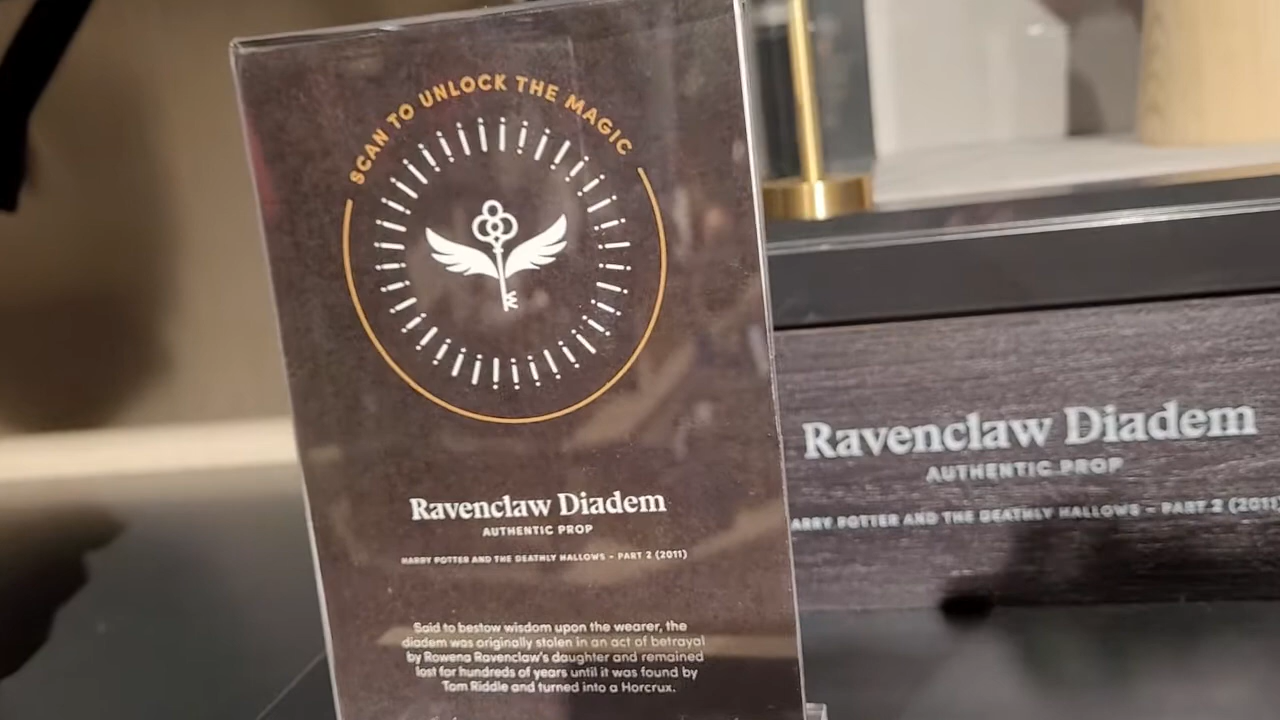 SCAN TO UNLOCK THE MAGIC
Ravenclaw Diadem
AUTHENTIC PROP
HARRY POTTER AND THE DEATHLY HALLOWS - PART 2 (2011)
Said to bestow wisdom upon the wearer, the
diadem was originally stolen in an act of betrayal
by Rowena Ravenclaw's daughter and remained
lost for hundreds of years until it was found by
Tom Riddle and turned into a Horcrux.
Ravenclaw Diadem
AUTHENTIC PROP
ARRY POTTER AND THE DEATHLY HALLOWS - PART 2 (2011)